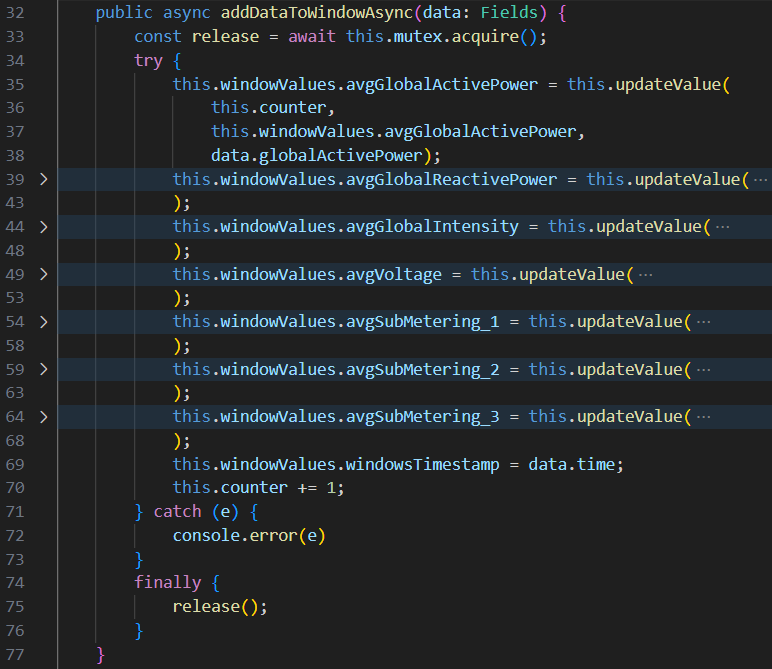 32 public async addDataToWindowAsync(data: Fields) {
33 const release = await this.mutex.acquire();
34 try {
35 this.windowValues.avgGlobalActivePower = this.updateValue(
36 this.counter,
37 this.windowValues.avgGlobalActivePower,
38 data.globalActivePower);
39 > this.windowValues.avgGlobalReactivePower = this.updateValue( ···
43 );
44 > this.windowValues.avgGlobalIntensity = this.updateValue( ···
48 );
49 > this.windowValues.avgVoltage = this.updateValue( ···
53 );
54 > this.windowValues.avgSubMetering_1 = this.updateValue( ···
58 );
59 > this.windowValues.avgSubMetering_2 = this.updateValue( ···
63 );
64 > this.windowValues.avgSubMetering_3 = this.updateValue( ···
68 );
69 this.windowValues.windowsTimestamp = data.time;
70 this.counter += 1;
71 } catch (e) {
72 console.error(e)
73 }
74 finally {
75 release();
76 }
77 }